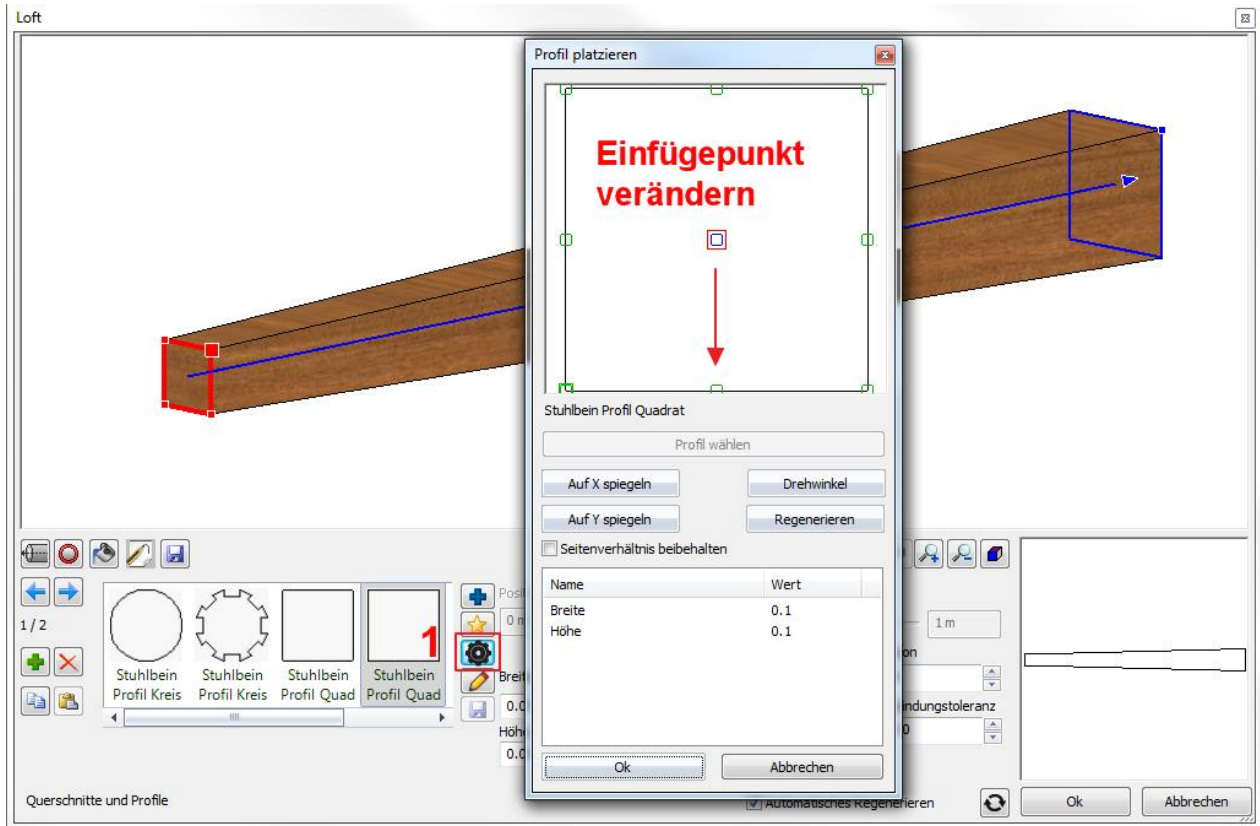 Loft
Profil platzieren
Einfügepunkt
verändern
Stuhlbein Profil Quadrat
Profil wählen
Auf X spiegeln
Drehwinkel
Auf Y spiegeln
Regenerieren
Seitenverhältnis beibehalten
Name
Wert
Breite
0.1
Höhe
0.1
Ok
Abbrechen
1 / 2
1
Stuhlbein
Profil Kreis
Stuhlbein
Profil Kreis
Stuhlbein
Profil Quad
Stuhlbein
Profil Quad
1 m
Querschnitte und Profile
Automatisches Regenerieren
Ok
Abbrechen